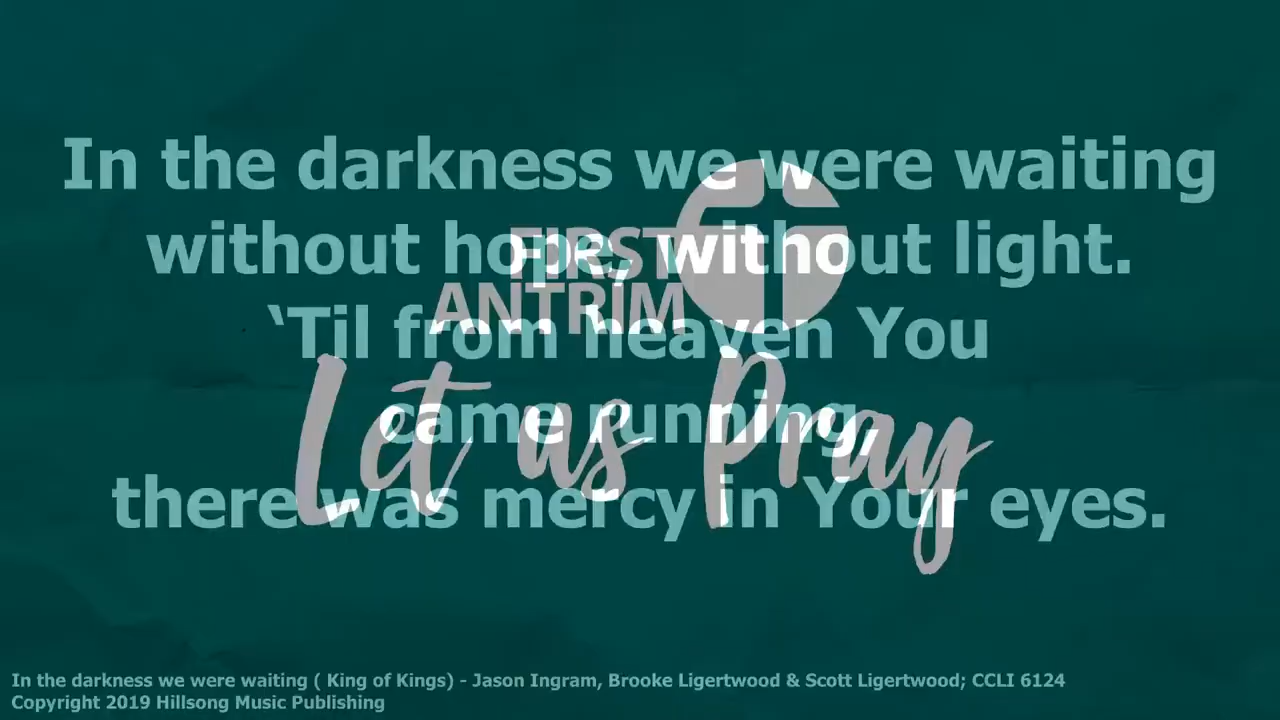 In the darkness we were waiting
without hope, without light.
‘Til from heaven You
came running,
there was mercy in Your eyes.
FIRST
ANTRIM
Let us Pray
In the darkness we were waiting ( King of Kings) - Jason Ingram, Brooke Ligertwood & Scott Ligertwood; CCLI 6124
Copyright 2019 Hillsong Music Publishing